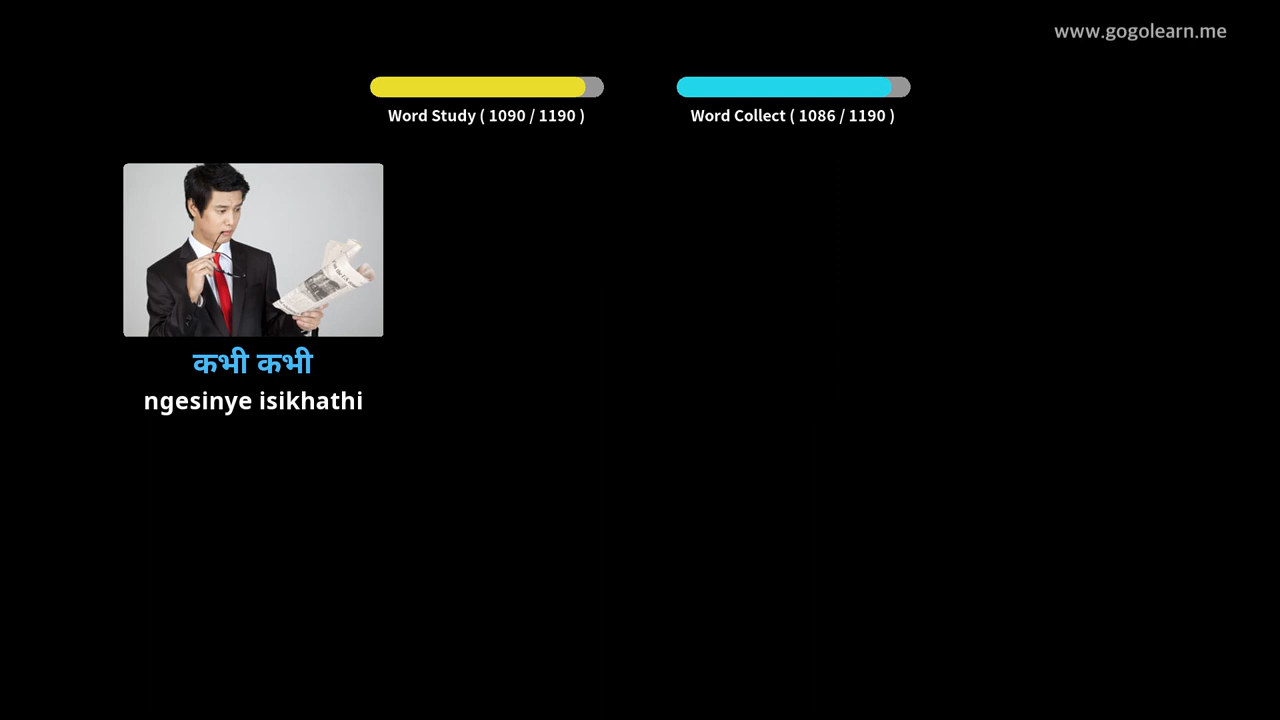 www.gogolearn.me
Word Study ( 1090 / 1190 )
Word Collect ( 1086 / 1190 )
कभी कभी
ngesinye isikhathi